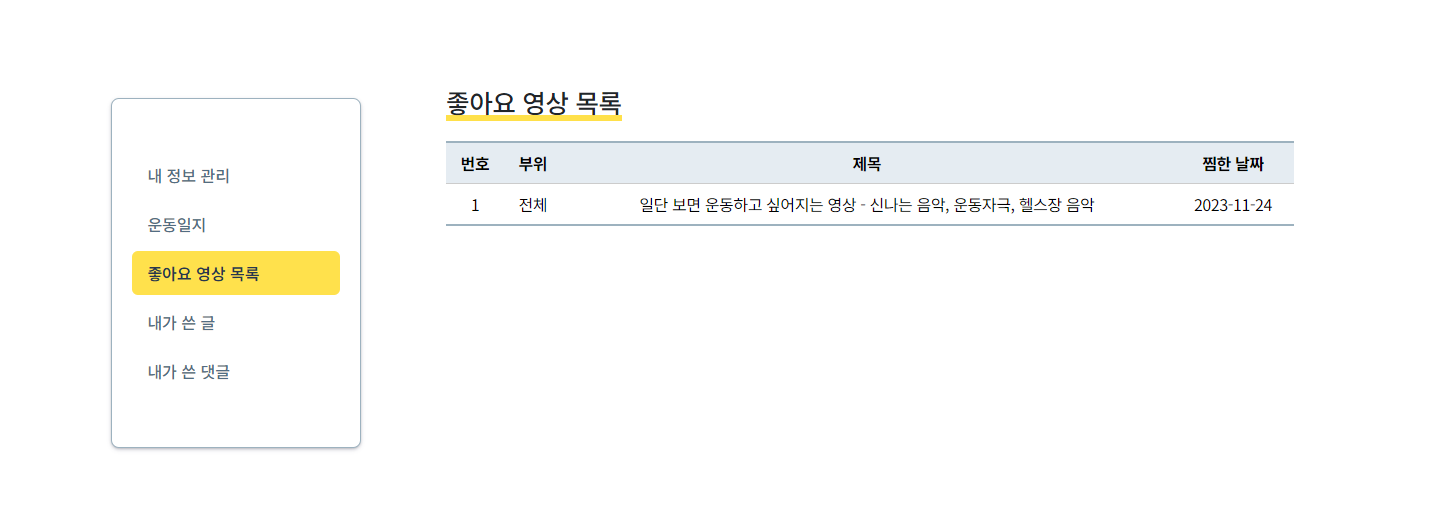 내 정보 관리
운동일지
좋아요 영상 목록
내가 쓴 글
내가 쓴 댓글
좋아요 영상 목록
번호 부위 제목 찜한 날짜
1 전체 일단 보면 운동하고 싶어지는 영상 - 신나는 음악, 운동자극, 헬스장 음악 2023-11-24